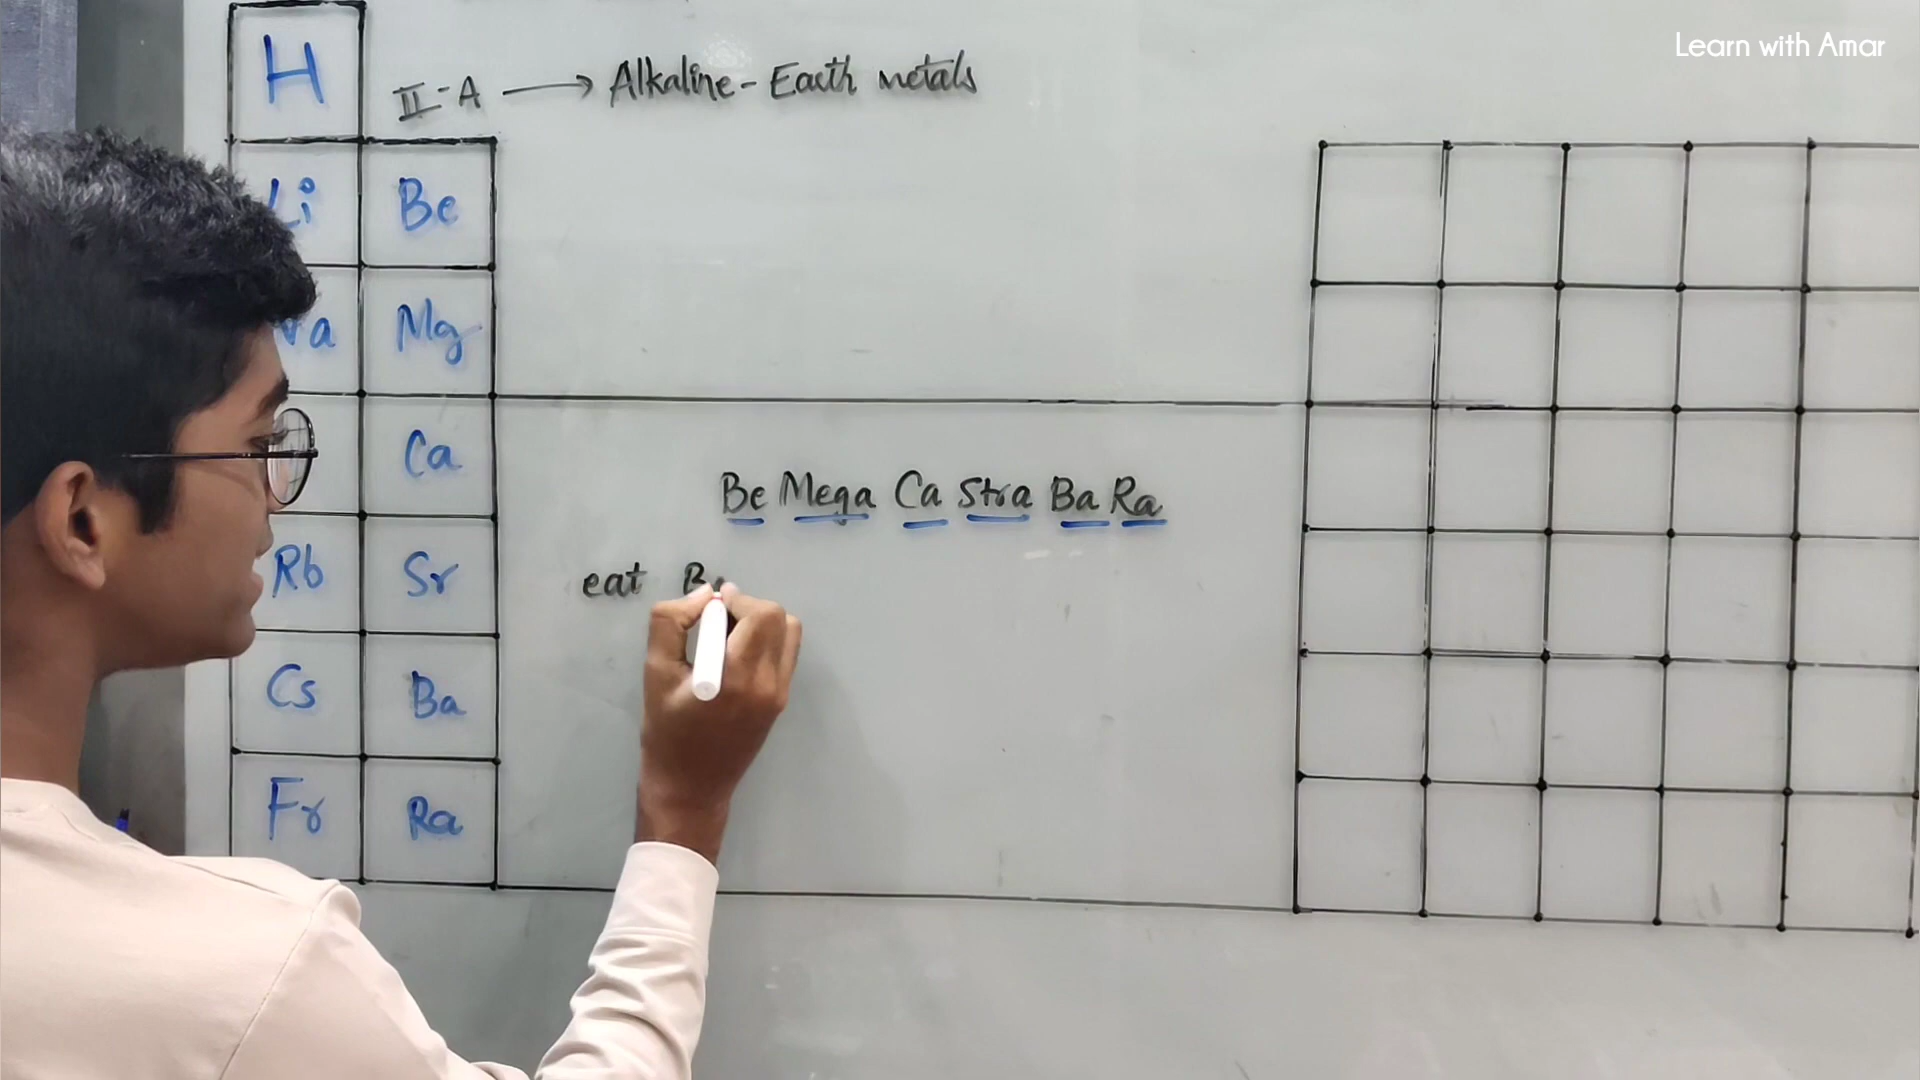 Learn with Amar
H
II-A → Alkaline-Earth metals
Li Be
Na Mg
Ca
Be Mega Ca Stra Ba Ra
Rb Sr
eat
Cs Ba
Fr Ra